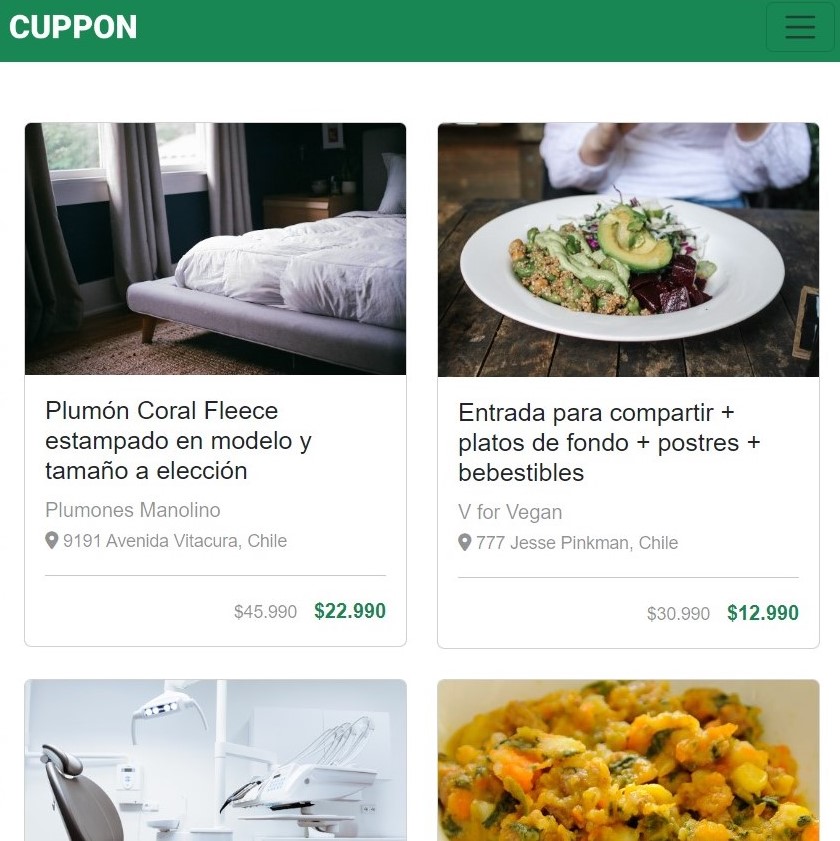 CUPPON
Plumón Coral Fleece
estampado en modelo y
tamaño a elección
Plumones Manolino
9191 Avenida Vitacura, Chile
$45.990 $22.990
Entrada para compartir +
platos de fondo + postres +
bebestibles
V for Vegan
777 Jesse Pinkman, Chile
$30.990 $12.990